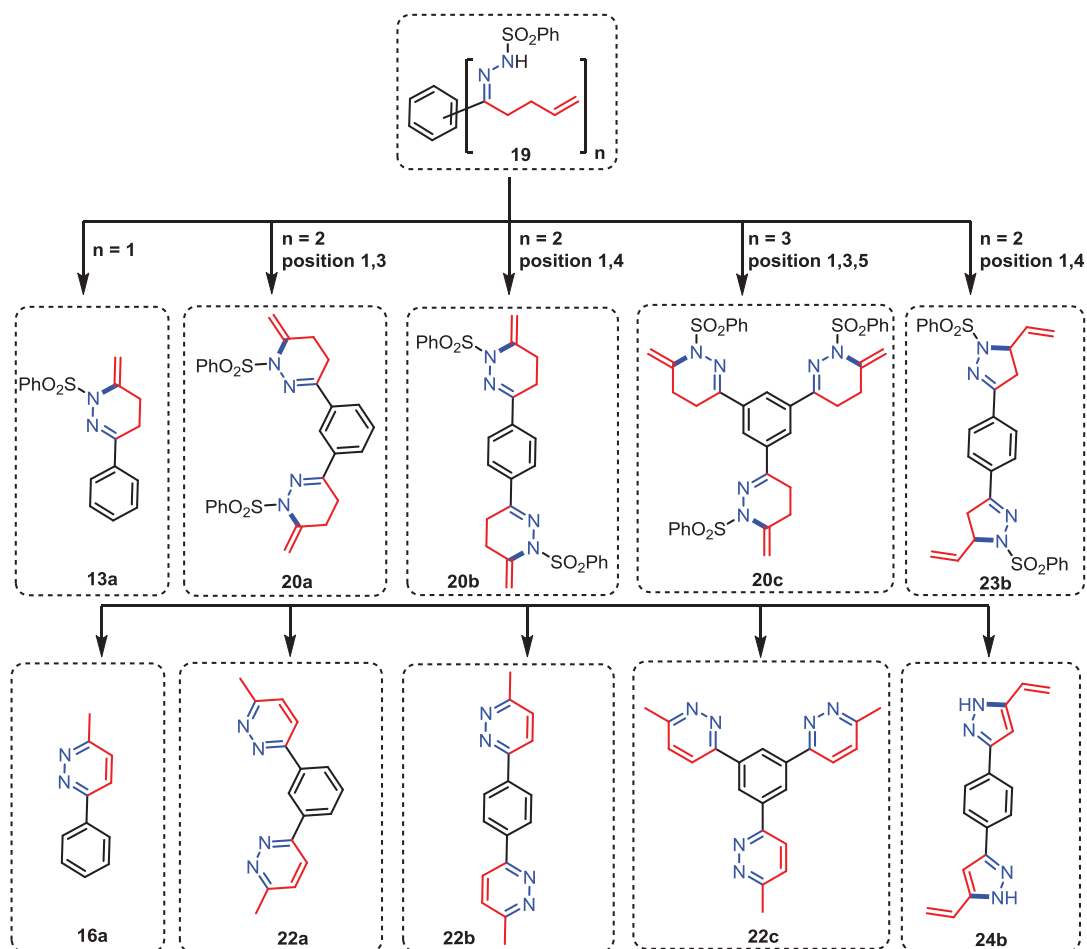 SO₂Ph
N
NH
19
n
n = 1
n = 2
position 1,3
n = 2
position 1,4
n = 3
position 1,3,5
n = 2
position 1,4
PhO₂S
N
N
13a
PhO₂S
N
N
N
N
PhO₂S
20a
PhO₂S
N
N
N
N
SO₂Ph
20b
SO₂Ph
N
N
SO₂Ph
N
N
N
N
PhO₂S
20c
PhO₂S
N
N
N
N
SO₂Ph
23b
N
N
16a
N
N
N
N
22a
N
N
N
N
22b
N
N
N
N
N
N
22c
HN
N
N
NH
24b